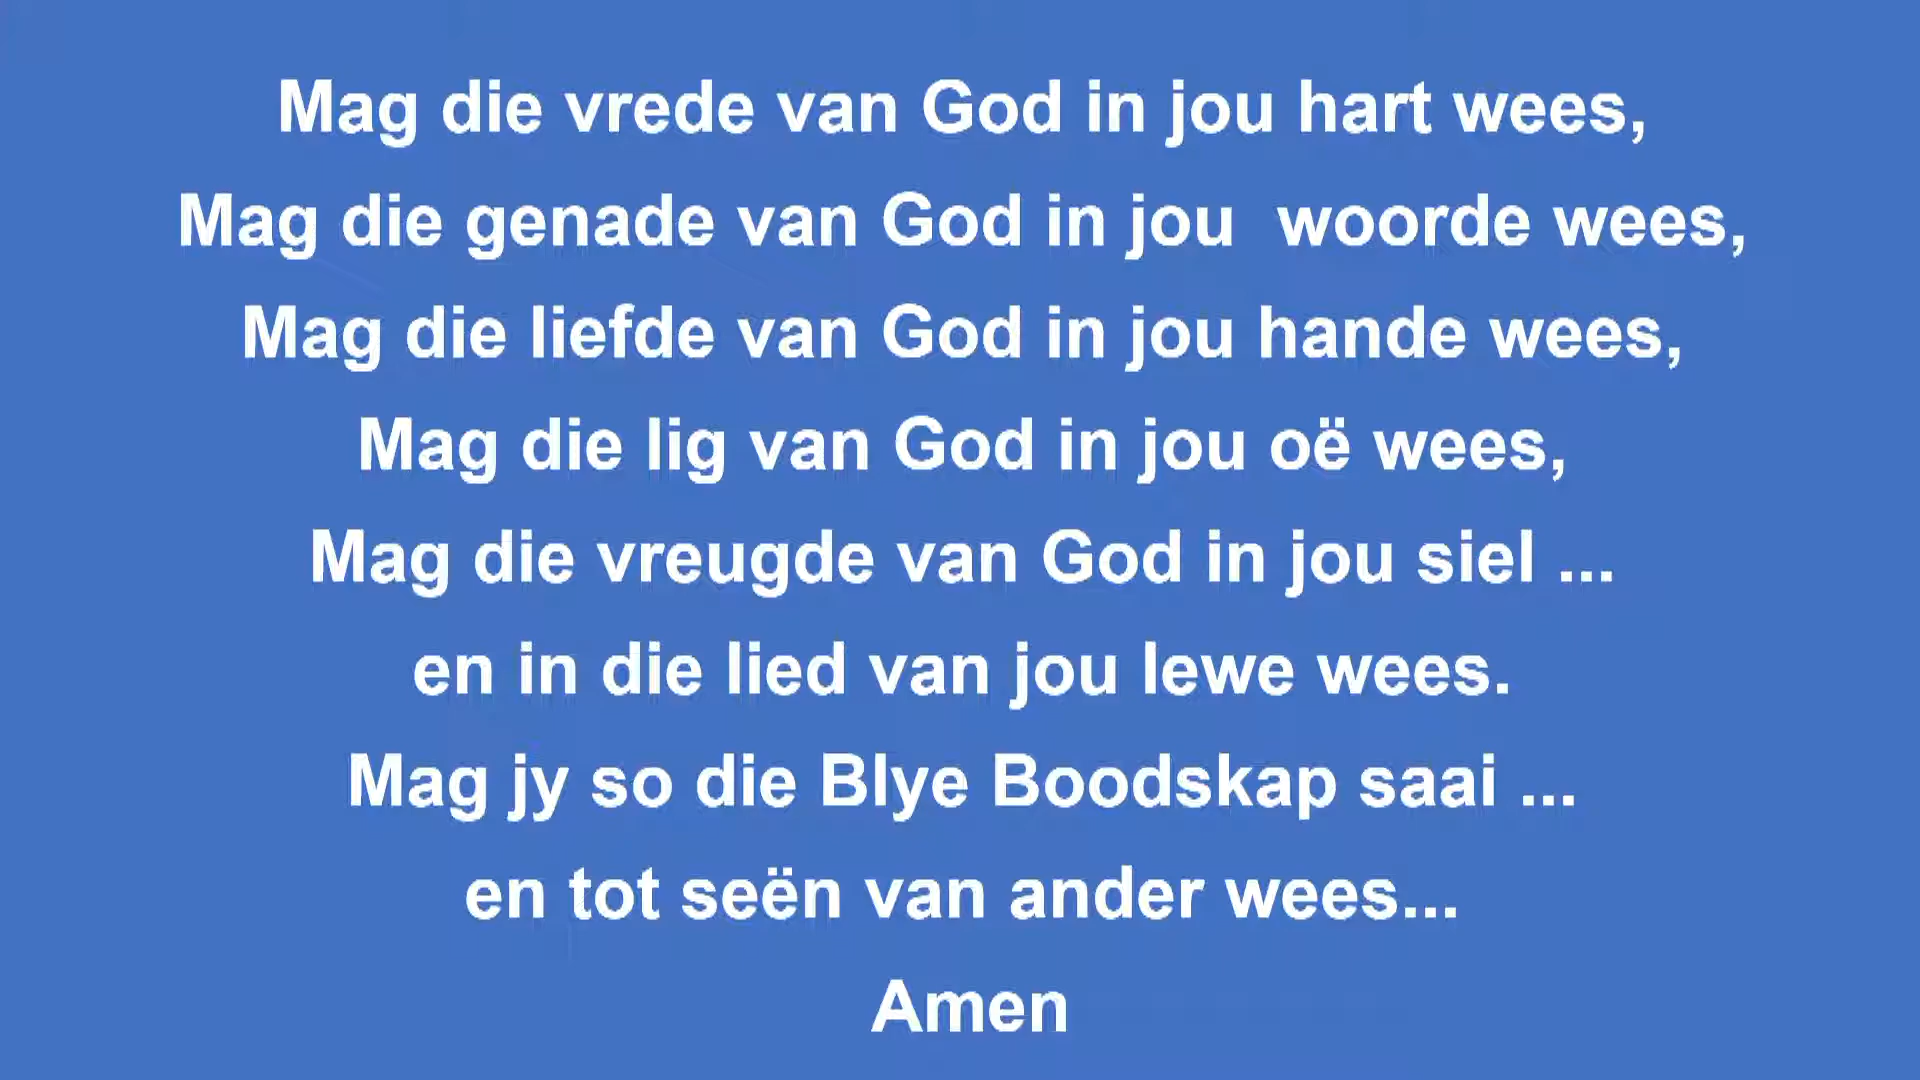 Mag die vrede van God in jou hart wees,
Mag die genade van God in jou  woorde wees,
Mag die liefde van God in jou hande wees,
Mag die lig van God in jou oë wees,
Mag die vreugde van God in jou siel ...
en in die lied van jou lewe wees.
Mag jy so die Blye Boodskap saai ...
en tot seën van ander wees...
Amen